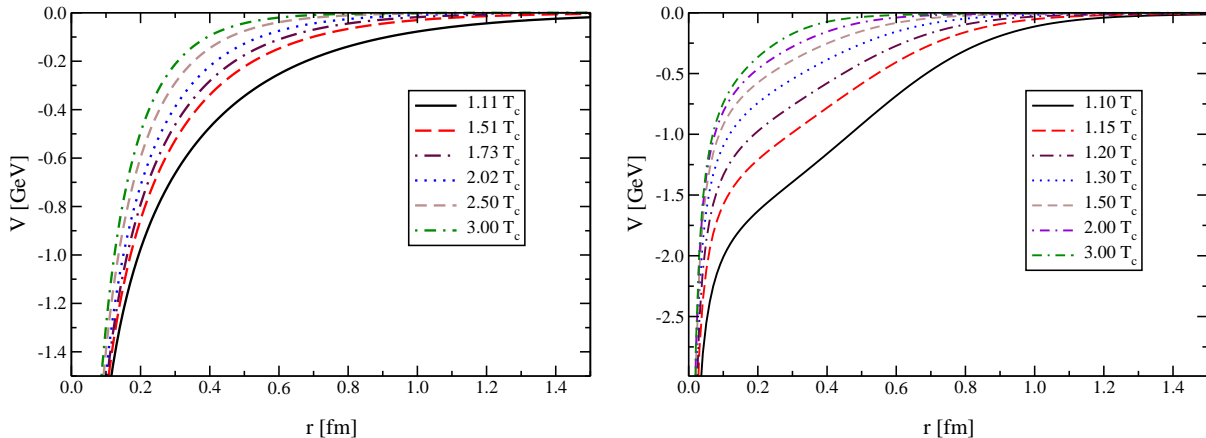 0.0
-0.2
-0.4
-0.6
-0.8
-1.0
-1.2
-1.4
V [GeV]
1.11 T_c
1.51 T_c
1.73 T_c
2.02 T_c
2.50 T_c
3.00 T_c
0.0 0.2 0.4 0.6 0.8 1.0 1.2 1.4
r [fm]
0.0
-0.5
-1.0
-1.5
-2.0
-2.5
V [GeV]
1.10 T_c
1.15 T_c
1.20 T_c
1.30 T_c
1.50 T_c
2.00 T_c
3.00 T_c
0.0 0.2 0.4 0.6 0.8 1.0 1.2 1.4
r [fm]